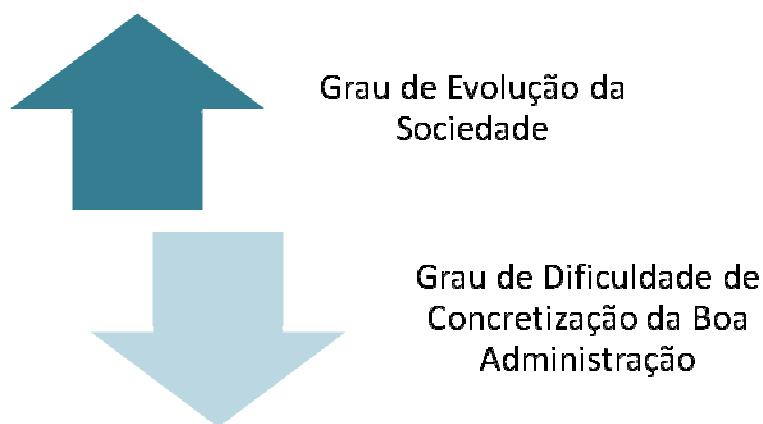 Grau de Evolução da
Sociedade
Grau de Dificuldade de
Concretização da Boa
Administração